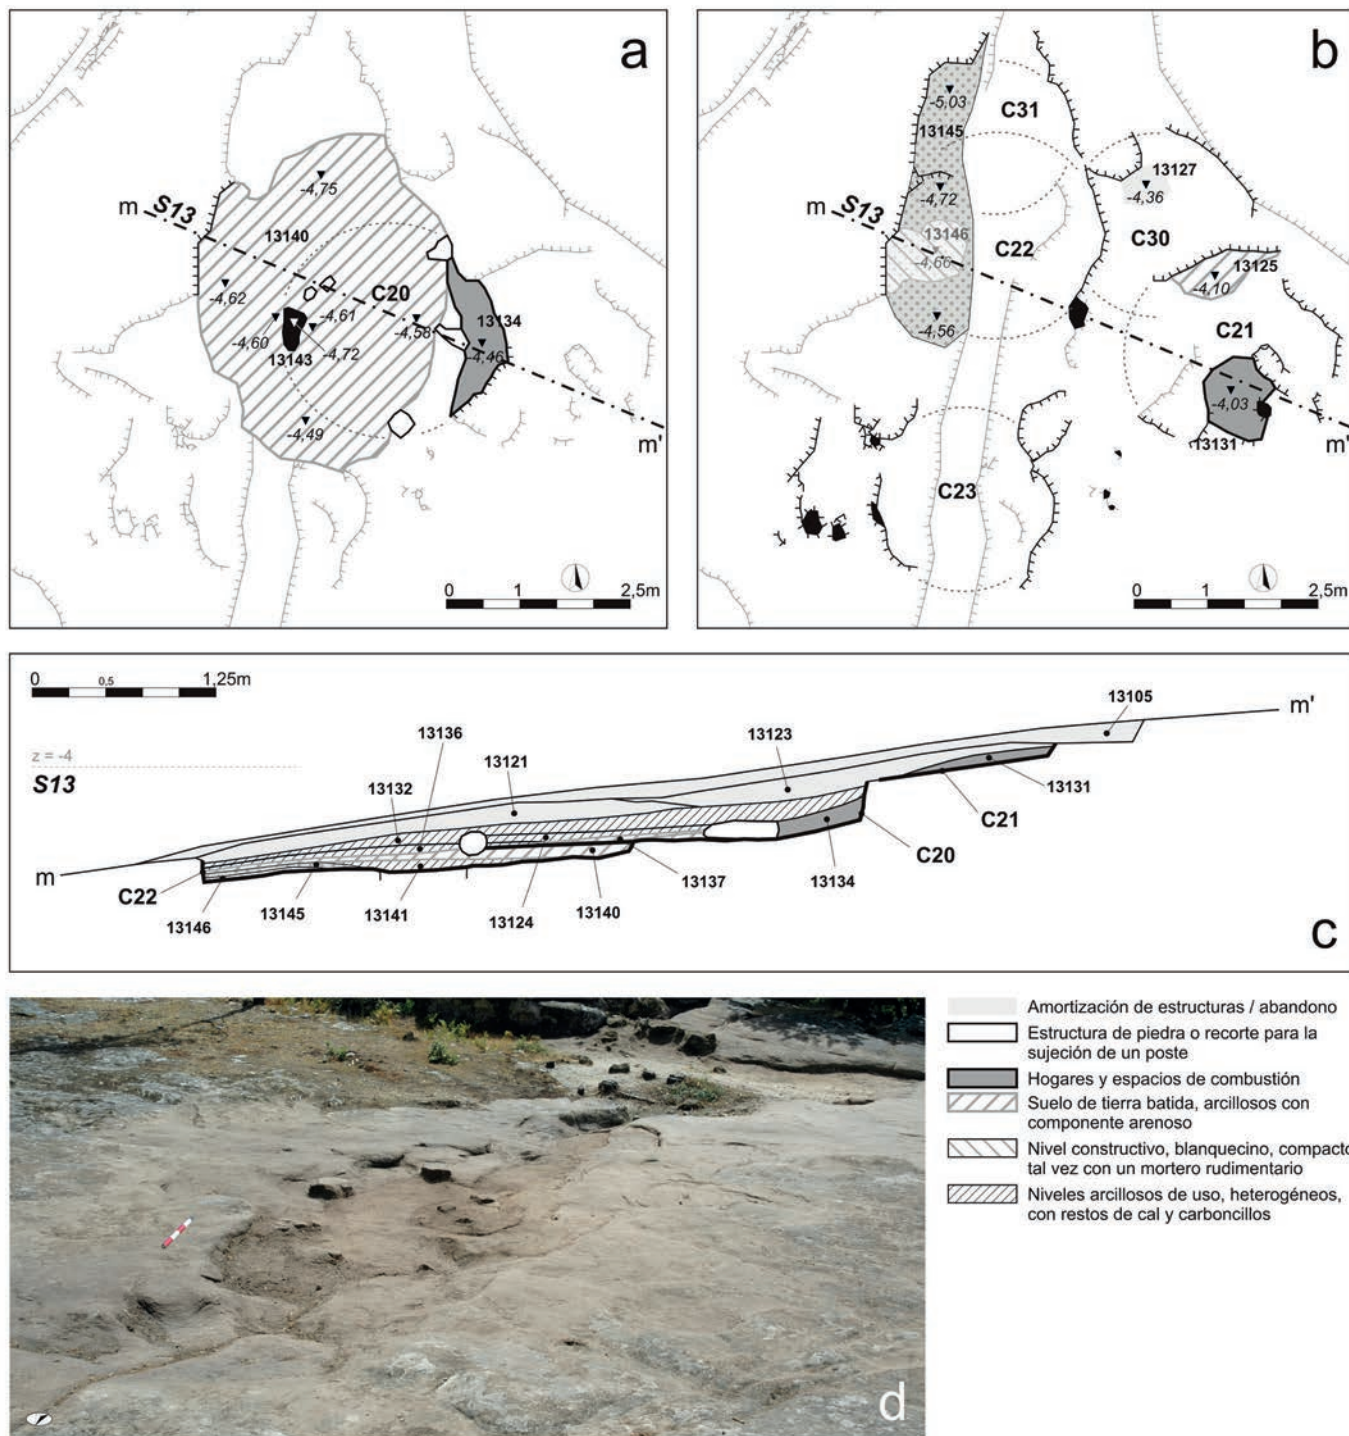 a
-4,75
m
S13
13140
-4,62
C20
-4,61
-4,58
13134
-4,60
-4,72
-4,46
13143
-4,49
m'
0 1 2,5m
b
-5,03
C31
13145
13127
-4,72
-4,36
m
S13
13146
C30
-4,66
C22
13125
-4,10
-4,56
C21
-4,03
m'
13131
C23
0 1 2,5m
0 0,5 1,25m
13105
m'
z = -4
S13
13136
13123
13121
13132
13131
C21
C20
m
C22
13137
13134
13145
13124
13140
13146
13141
c
d
Amortización de estructuras / abandono
Estructura de piedra o recorte para la
sujeción de un poste
Hogares y espacios de combustión
Suelo de tierra batida, arcillosos con
componente arenoso
Nivel constructivo, blanquecino, compacto
tal vez con un mortero rudimentario
Niveles arcillosos de uso, heterogéneos,
con restos de cal y carboncillos